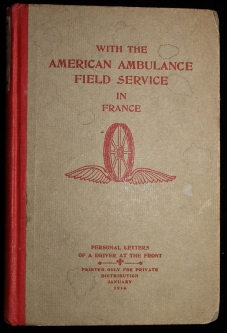 WITH THE
AMERICAN AMBULANCE
FIELD SERVICE
IN
FRANCE
PERSONAL LETTERS
OF A DRIVER AT THE FRONT
PRINTED ONLY FOR PRIVATE
DISTRIBUTION
JANUARY
1916